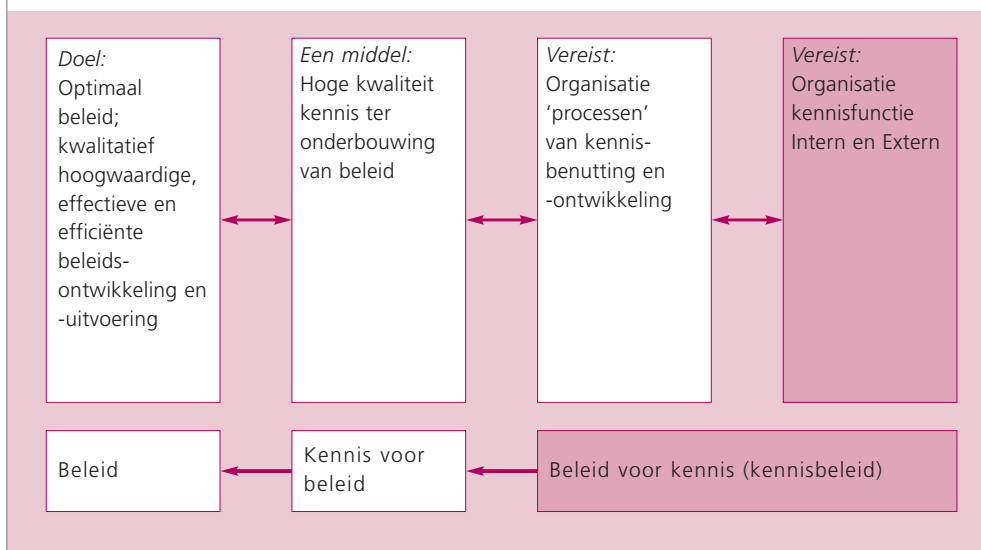 Doel:
Optimaal
beleid;
kwalitatief
hoogwaardige,
effectieve en
efficiënte
beleids-
ontwikkeling en
-uitvoering
Een middel:
Hoge kwaliteit
kennis ter
onderbouwing
van beleid
Vereist:
Organisatie
‘processen’
van kennis-
benutting en
-ontwikkeling
Vereist:
Organisatie
kennisfunctie
Intern en Extern
Beleid
Kennis voor
beleid
Beleid voor kennis (kennisbeleid)